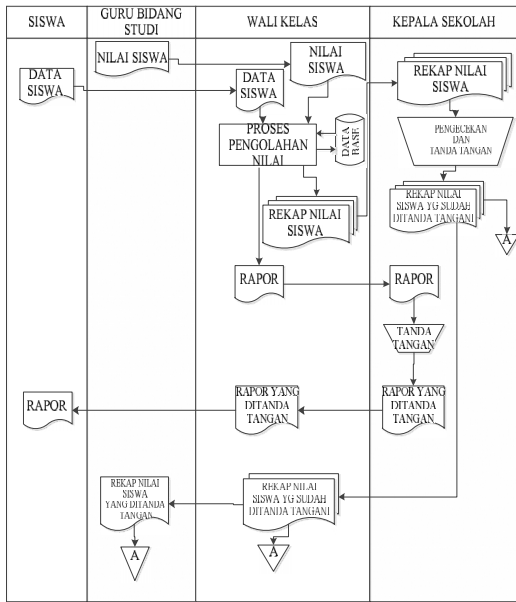 SISWA
GURU BIDANG
STUDI
WALI KELAS
KEPALA SEKOLAH
NILAI SISWA
NILAI
SISWA
DATA
SISWA
DATA
SISWA
REKAP NILAI
SISWA
PROSES
PENGOLAHAN
NILAI
DATA
BASE
PENGECEKAN
DAN
TANDA TANGAN
REKAP NILAI
SISWA
REKAP NILAI
SISWA YG SUDAH
DITANDA TANGANI
A
RAPOR
RAPOR
TANDA
TANGAN
RAPOR
RAPOR YANG
DITANDA
TANGAN
RAPOR YANG
DITANDA
TANGAN
REKAP NILAI
SISWA
YANG DITANDA
TANGAN
REKAP NILAI
SISWA YG SUDAH
DITANDA TANGANI
A
A